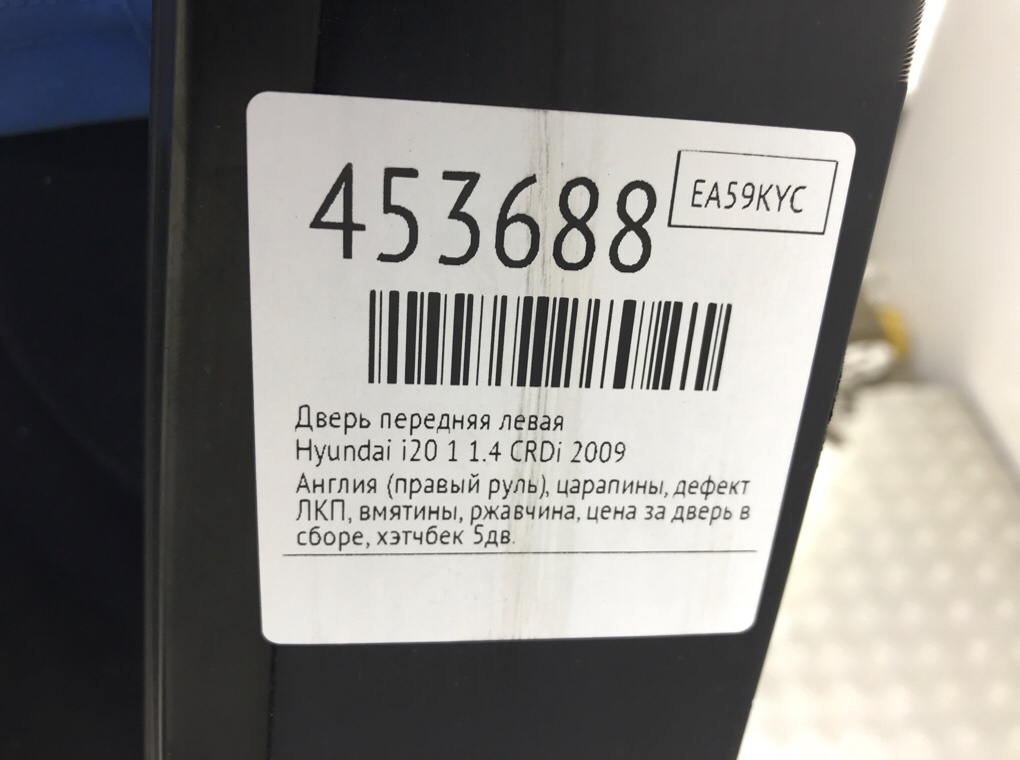 453688
EA59KYC
Дверь передняя левая
Hyundai i20 1 1.4 CRDi 2009
Англия (правый руль), царапины, дефект
ЛКП, вмятины, ржавчина, цена за дверь в
сборе, хэтчбек 5дв.